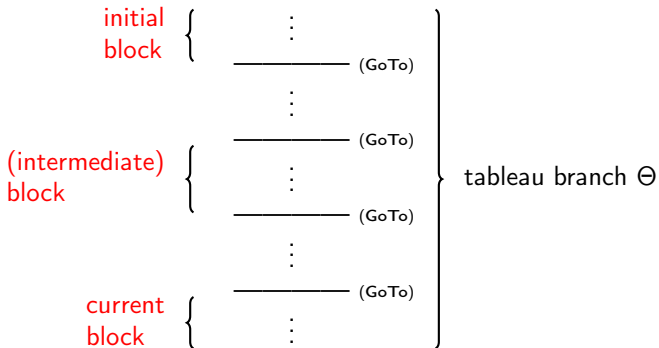 initial
block
(GoTo)
(GoTo)
(intermediate)
block
tableau branch Θ
(GoTo)
(GoTo)
current
block